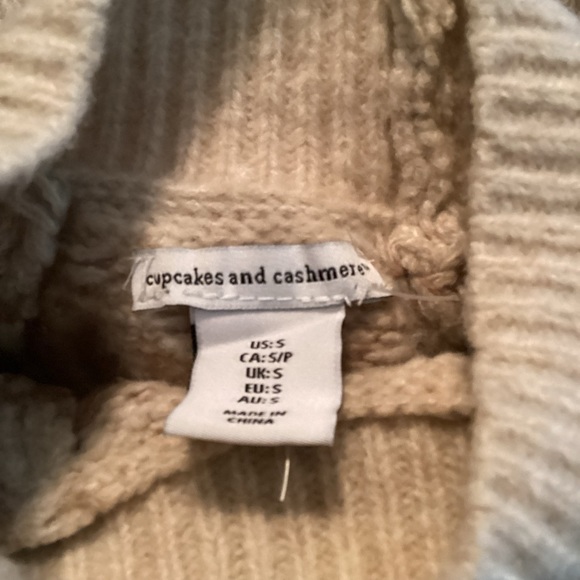 cupcakes and cashmere
US: S
CA: S/P
UK: S
EU: S
AU: S
MADE IN
CHINA